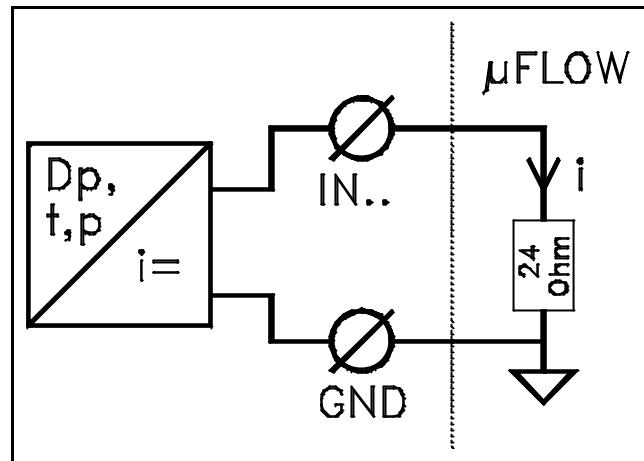 µFLOW
Dp,
t,p
i=
IN..
i
24
Ohm
GND